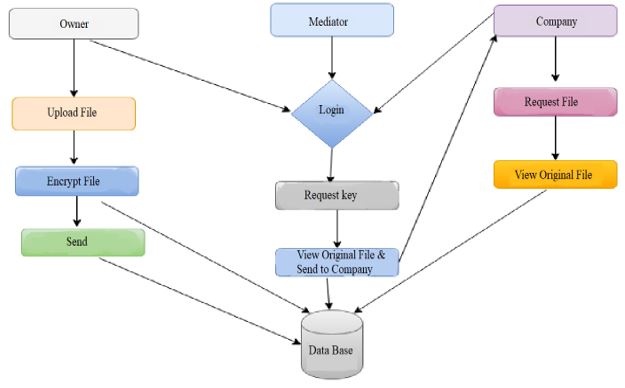 Owner
Mediator
Company
Upload File
Login
Request File
Encrypt File
Request key
View Original File
Send
View Original File &
Send to Company
Data Base